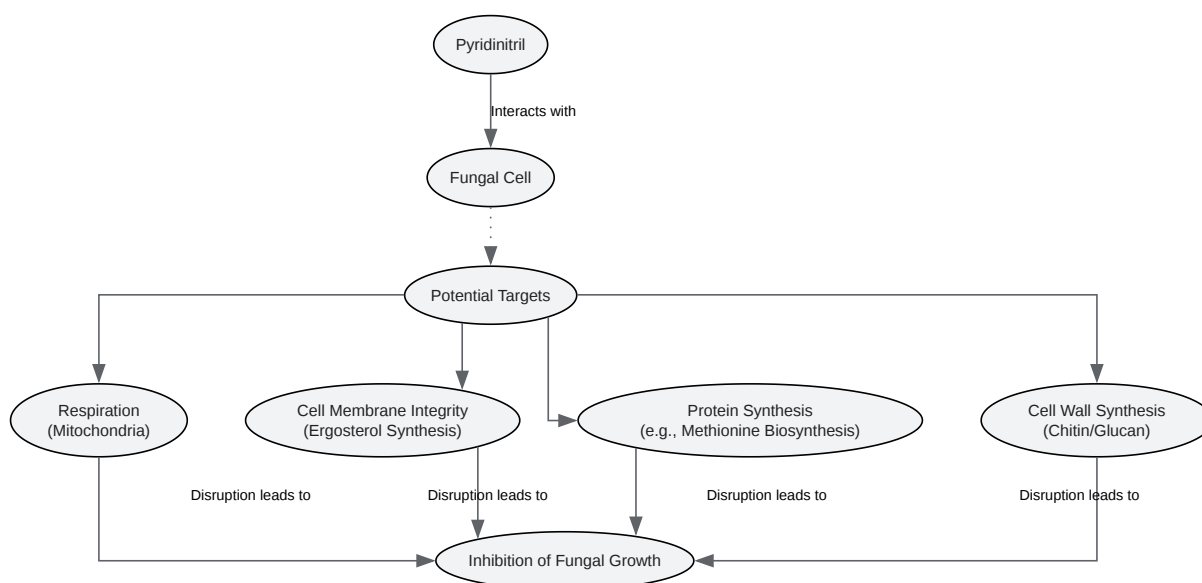 Pyridinitril
Interacts with
Fungal Cell
Potential Targets
Respiration
(Mitochondria)
Cell Membrane Integrity
(Ergosterol Synthesis)
Protein Synthesis
(e.g., Methionine Biosynthesis)
Cell Wall Synthesis
(Chitin/Glucan)
Disruption leads to
Disruption leads to
Disruption leads to
Disruption leads to
Inhibition of Fungal Growth